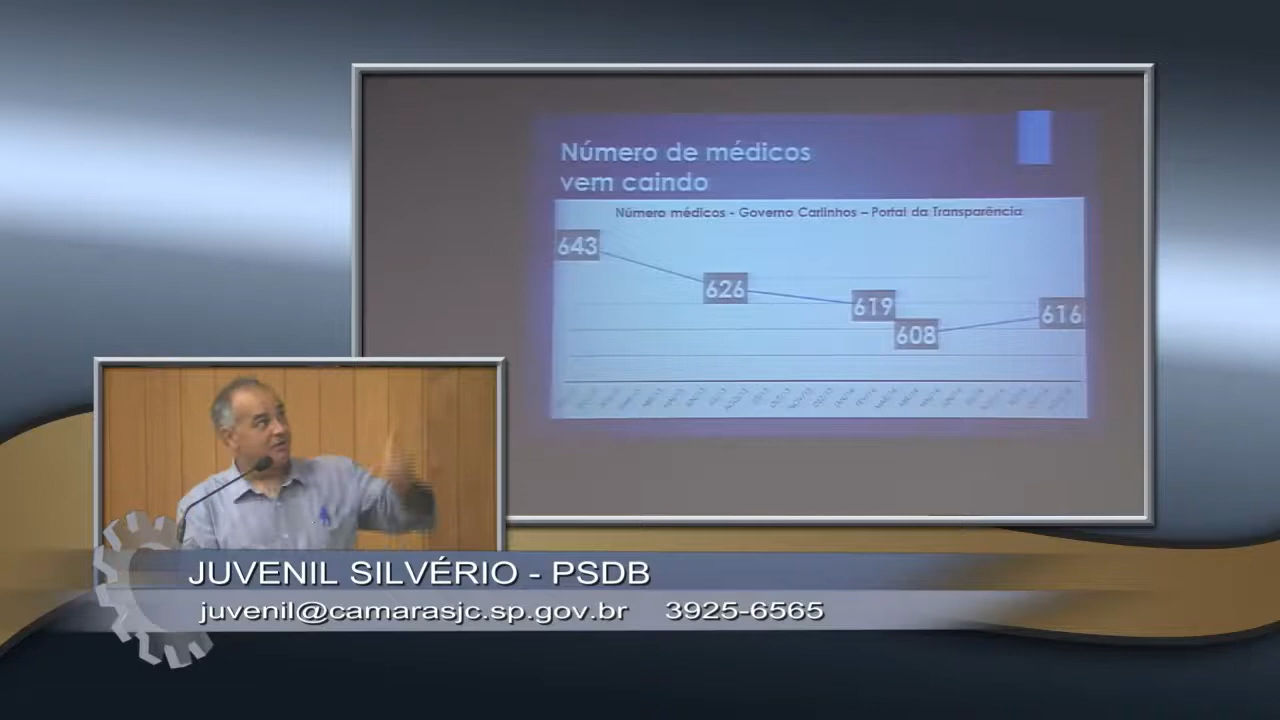 Número de médicos
vem caindo
Número médicos - Governo Carlinhos – Portal da Transparência
643
626
619
608
616
JUVENIL SILVÉRIO - PSDB
juvenil@camarasjc.sp.gov.br 3925-6565